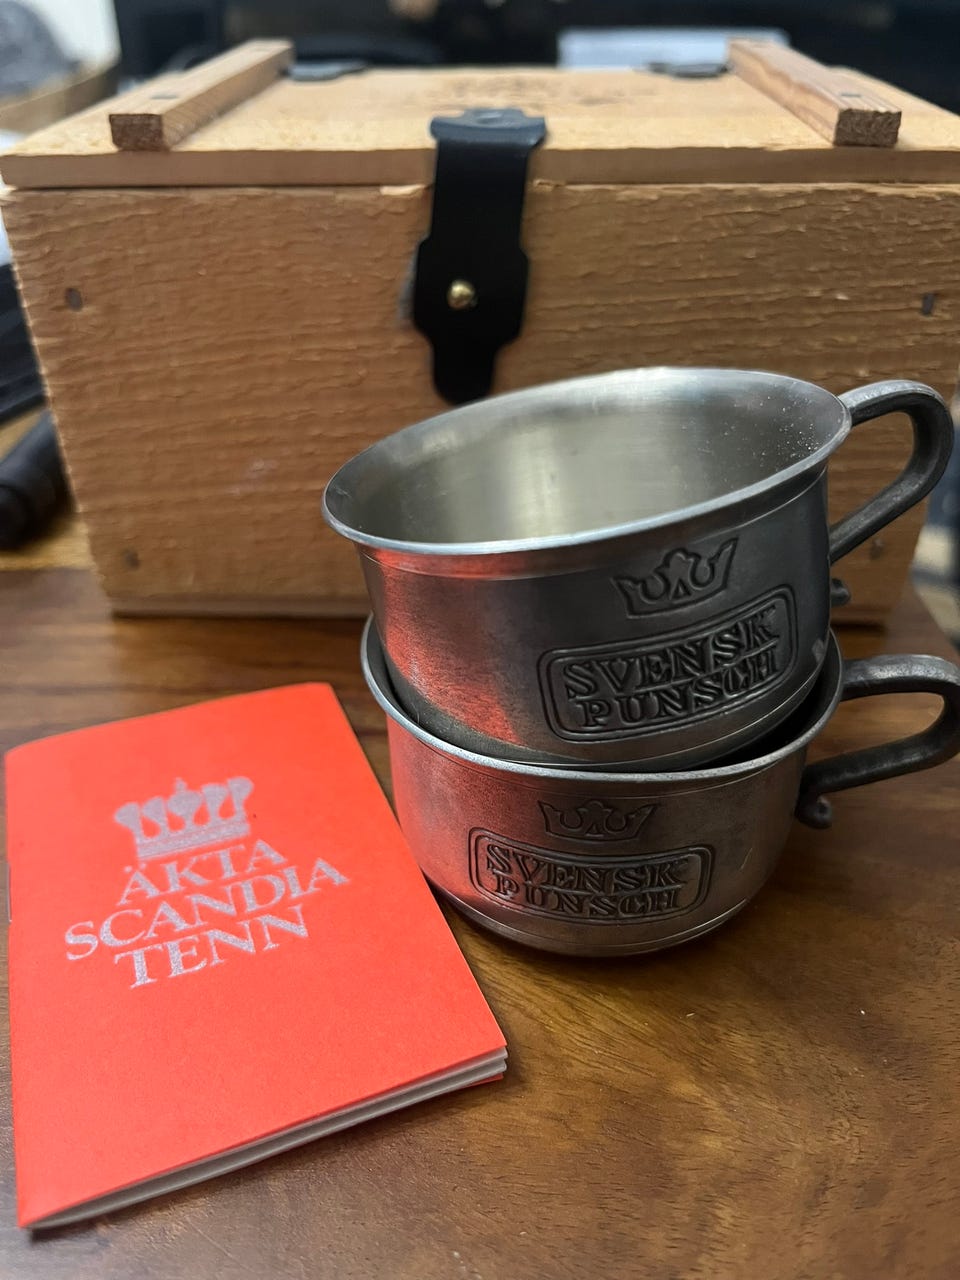 SVENSK
PUNSCH
SVENSK
PUNSCH
ÄKTA
SCANDIA
TENN